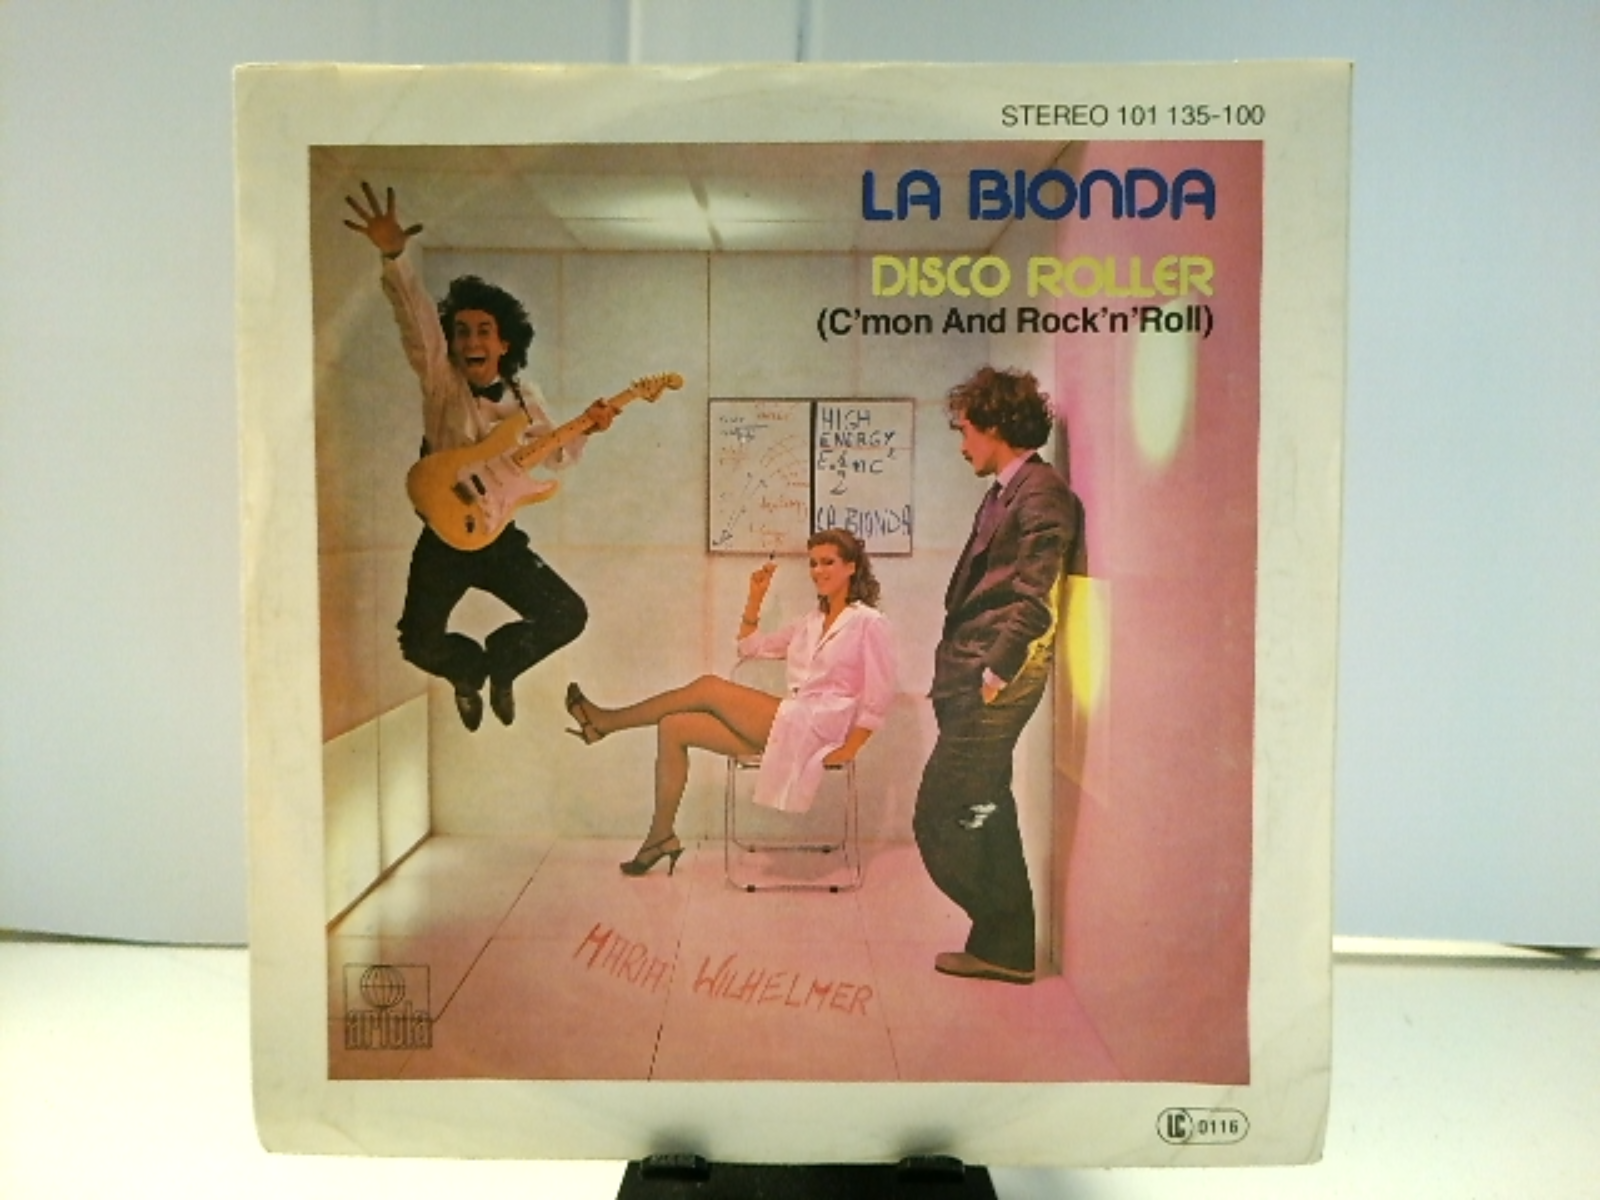 STEREO 101 135-100
LA BIONDA
DISCO ROLLER
(C'mon And Rock'n'Roll)
HIGH
ENERGY
LA BIONDA
MARIA WILHELMER
ariola
LC 0116